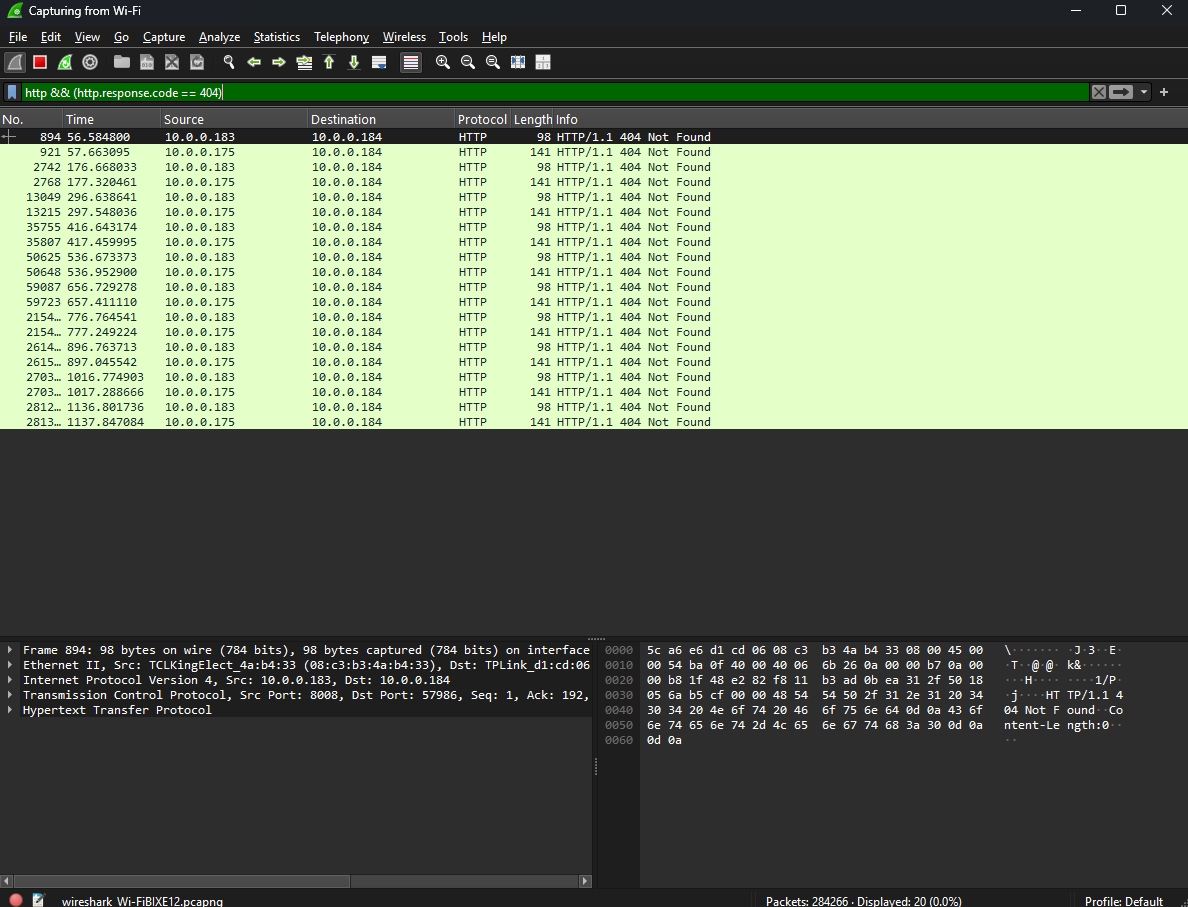 Capturing from Wi-Fi
File Edit View Go Capture Analyze Statistics Telephony Wireless Tools Help
http && (http.response.code == 404)
No. Time Source Destination Protocol Length Info
894 56.584800 10.0.0.183 10.0.0.184 HTTP 98 HTTP/1.1 404 Not Found
921 57.663095 10.0.0.175 10.0.0.184 HTTP 141 HTTP/1.1 404 Not Found
2742 176.668033 10.0.0.183 10.0.0.184 HTTP 98 HTTP/1.1 404 Not Found
2768 177.320461 10.0.0.175 10.0.0.184 HTTP 141 HTTP/1.1 404 Not Found
13049 296.638641 10.0.0.183 10.0.0.184 HTTP 98 HTTP/1.1 404 Not Found
13215 297.548036 10.0.0.175 10.0.0.184 HTTP 141 HTTP/1.1 404 Not Found
35755 416.643174 10.0.0.183 10.0.0.184 HTTP 98 HTTP/1.1 404 Not Found
35807 417.459995 10.0.0.175 10.0.0.184 HTTP 141 HTTP/1.1 404 Not Found
50625 536.673373 10.0.0.183 10.0.0.184 HTTP 98 HTTP/1.1 404 Not Found
50648 536.952900 10.0.0.175 10.0.0.184 HTTP 141 HTTP/1.1 404 Not Found
59087 656.729278 10.0.0.183 10.0.0.184 HTTP 98 HTTP/1.1 404 Not Found
59723 657.411110 10.0.0.175 10.0.0.184 HTTP 141 HTTP/1.1 404 Not Found
2154… 776.764541 10.0.0.183 10.0.0.184 HTTP 98 HTTP/1.1 404 Not Found
2154… 777.249224 10.0.0.175 10.0.0.184 HTTP 141 HTTP/1.1 404 Not Found
2614… 896.763713 10.0.0.183 10.0.0.184 HTTP 98 HTTP/1.1 404 Not Found
2615… 897.045542 10.0.0.175 10.0.0.184 HTTP 141 HTTP/1.1 404 Not Found
2703… 1016.774903 10.0.0.183 10.0.0.184 HTTP 98 HTTP/1.1 404 Not Found
2703… 1017.288666 10.0.0.175 10.0.0.184 HTTP 141 HTTP/1.1 404 Not Found
2812… 1136.801736 10.0.0.183 10.0.0.184 HTTP 98 HTTP/1.1 404 Not Found
2813… 1137.847084 10.0.0.175 10.0.0.184 HTTP 141 HTTP/1.1 404 Not Found
Frame 894: 98 bytes on wire (784 bits), 98 bytes captured (784 bits) on interface
Ethernet II, Src: TCLKingElect_4a:b4:33 (08:c3:b3:4a:b4:33), Dst: TPLink_d1:cd:06
Internet Protocol Version 4, Src: 10.0.0.183, Dst: 10.0.0.184
Transmission Control Protocol, Src Port: 8008, Dst Port: 57986, Seq: 1, Ack: 192,
Hypertext Transfer Protocol
0000 5c a6 e6 d1 cd 06 08 c3 b3 4a b4 33 08 00 45 00 \······· ·J·3··E·
0010 00 54 ba 0f 40 00 40 06 6b 26 0a 00 00 b7 0a 00 ·T··@·@· k&······
0020 00 b8 1f 48 e2 82 f8 11 b3 ad 0b ea 31 2f 50 18 ···H···· ····1/P·
0030 05 6a b5 cf 00 00 48 54 54 50 2f 31 2e 31 20 34 ·j····HT TP/1.1 4
0040 30 34 20 4e 6f 74 20 46 6f 75 6e 64 0d 0a 43 6f 04 Not F ound··Co
0050 6e 74 65 6e 74 2d 4c 65 6e 67 74 68 3a 30 0d 0a ntent-Le ngth:0··
0060 0d 0a ··
wireshark_Wi-FiBIXE12.pcapng Packets: 284266 · Displayed: 20 (0.0%) Profile: Default